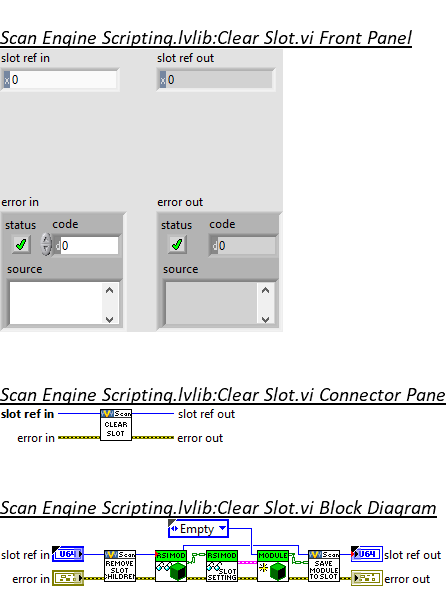 Scan Engine Scripting.lvlib:Clear Slot.vi Front Panel
slot ref in
slot ref out
x 0
x 0
error in
error out
status code
status code
d 0
d 0
source
source
Scan Engine Scripting.lvlib:Clear Slot.vi Connector Pane
slot ref in
Scan
slot ref out
CLEAR
SLOT
error in
error out
Scan Engine Scripting.lvlib:Clear Slot.vi Block Diagram
Empty
slot ref in
U64
Scan
RSI MOD
RSI MOD
MODULE
Scan
U64
slot ref out
REMOVE
SLOT
CHILDREN
SLOT
SETTING
SAVE
MODULE
TO SLOT
error in
error out